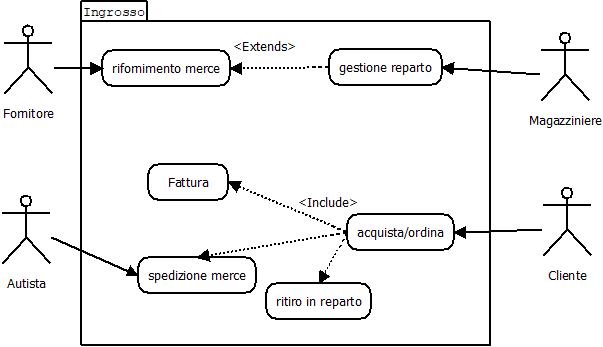 Ingrosso
<Extends>
rifornimento merce
gestione reparto
Fornitore
Magazziniere
Fattura
<Include>
acquista/ordina
Autista
spedizione merce
Cliente
ritiro in reparto